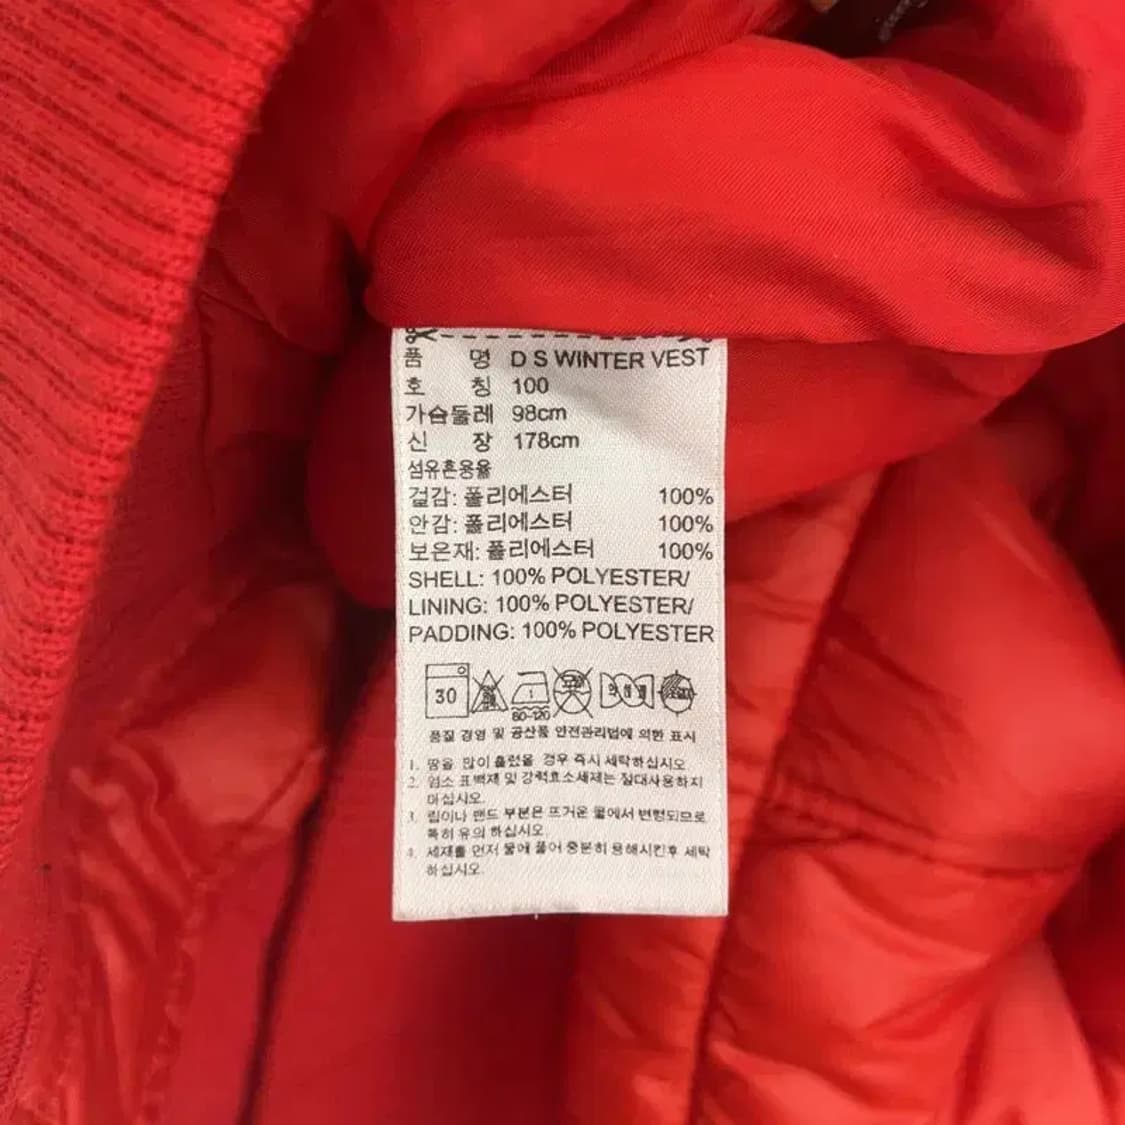 품 명 D S WINTER VEST
호 칭 100
가슴둘레 98cm
신 장 178cm
섬유혼용율
겉감: 폴리에스터 100%
안감: 폴리에스터 100%
보온재: 폴리에스터 100%
SHELL: 100% POLYESTER/
LINING: 100% POLYESTER/
PADDING: 100% POLYESTER
30 1 80-120
품질 경영 및 공산품 안전관리법에 의한 표시
1. 땀을 많이 흘렸을 경우 즉시 세탁하십시오
2. 염소 표백제 및 강력효소세제는 절대사용하지
마십시오.
3. 립이나 밴드 부분은 뜨거운 물에서 변형되므로
특히 유의 하십시오.
4. 세제를 먼저 물에 풀어 충분히 용해시킨후 세탁
하십시오.